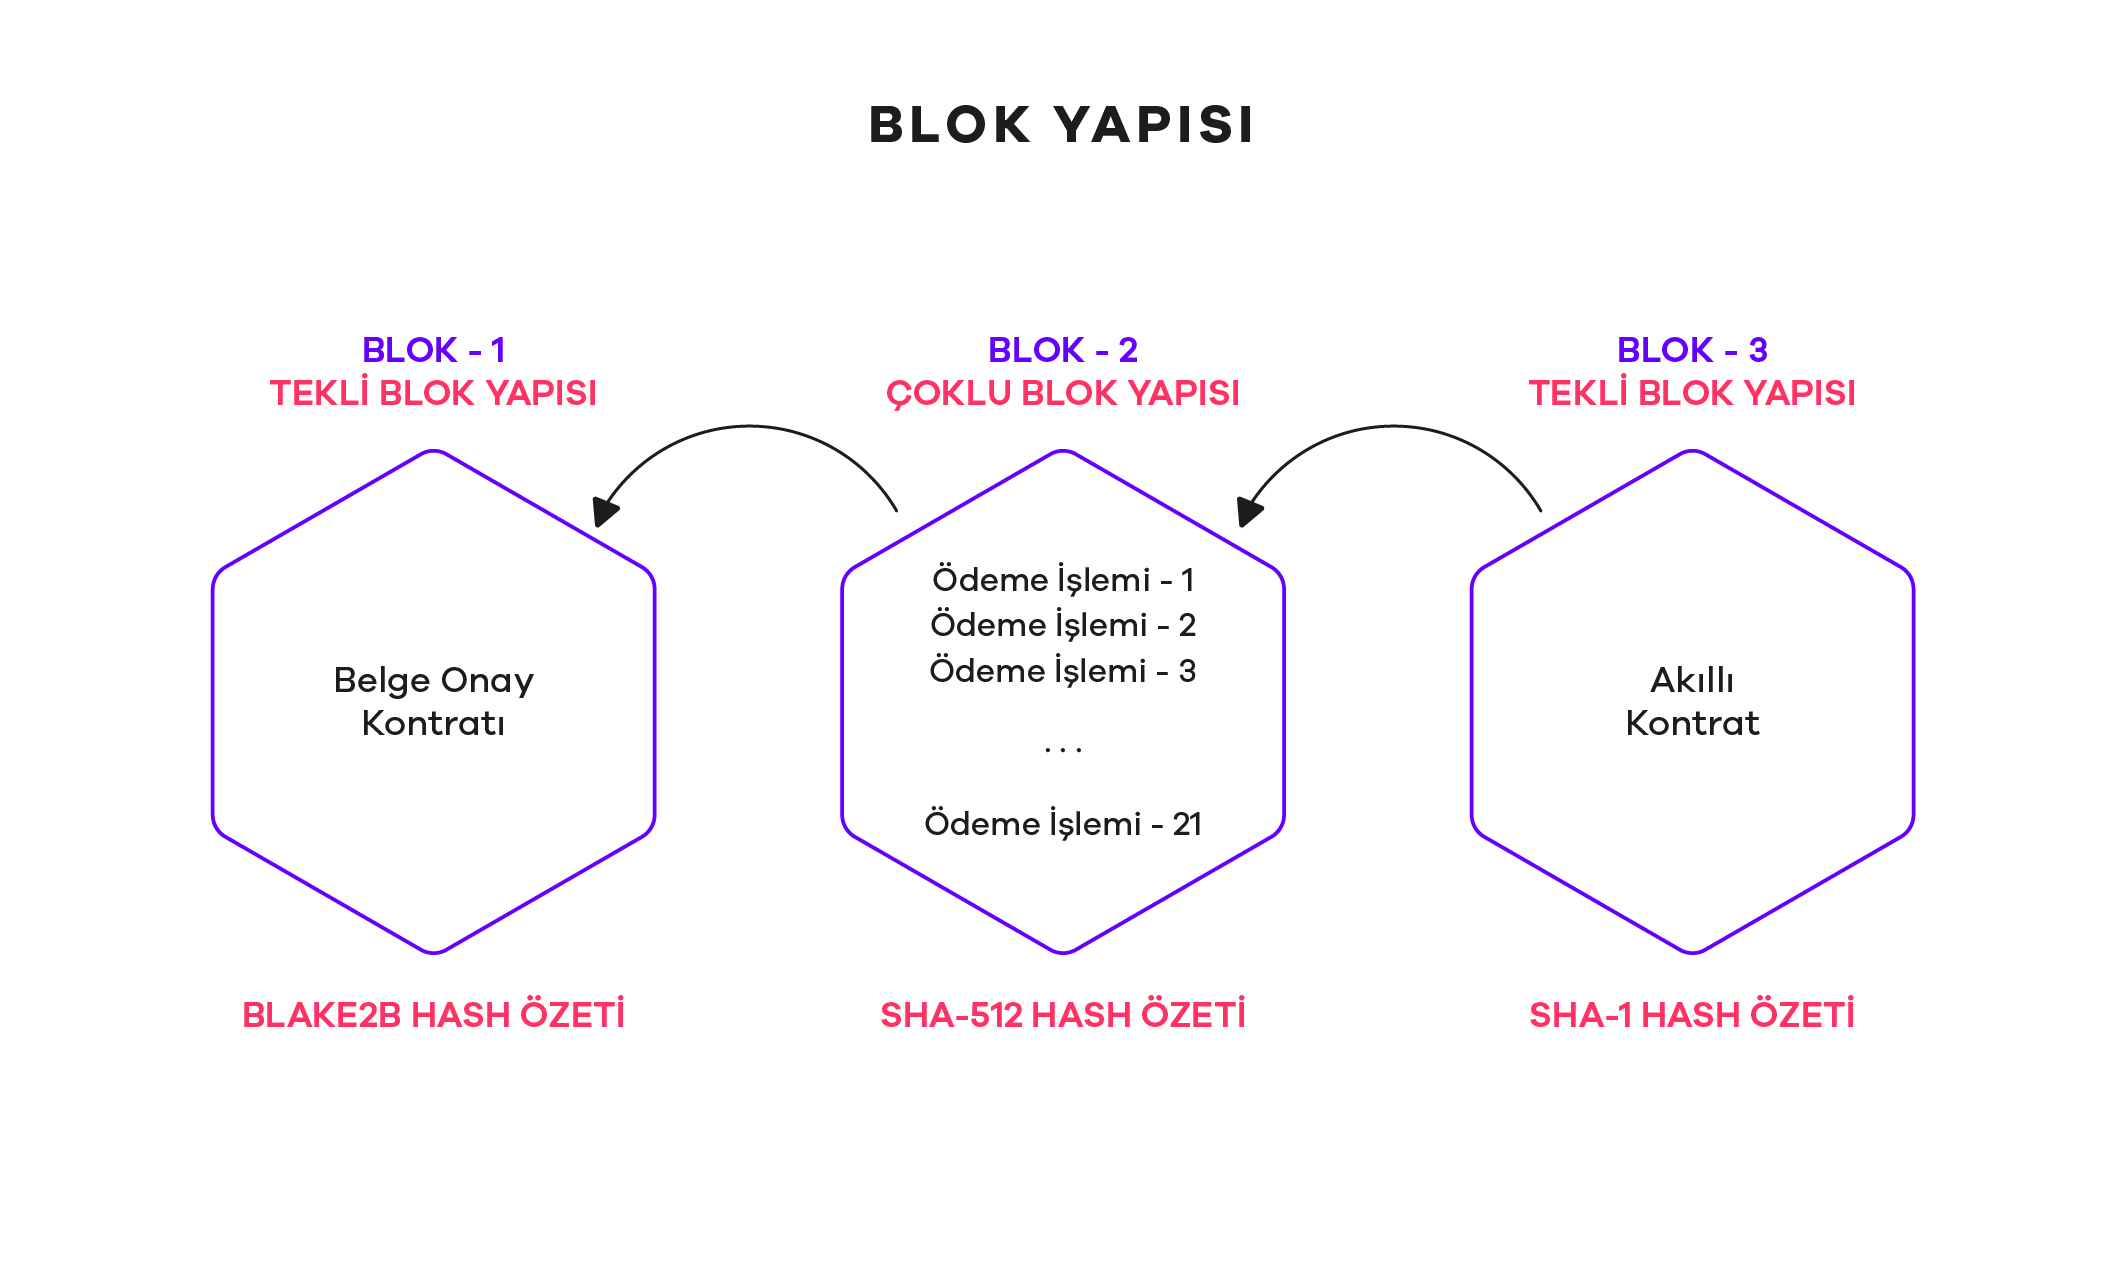 BLOK YAPISI
BLOK - 1
TEKLİ BLOK YAPISI
Belge Onay
Kontratı
BLAKE2B HASH ÖZETİ
BLOK - 2
ÇOKLU BLOK YAPISI
Ödeme İşlemi - 1
Ödeme İşlemi - 2
Ödeme İşlemi - 3
...
Ödeme İşlemi - 21
SHA-512 HASH ÖZETİ
BLOK - 3
TEKLİ BLOK YAPISI
Akıllı
Kontrat
SHA-1 HASH ÖZETİ